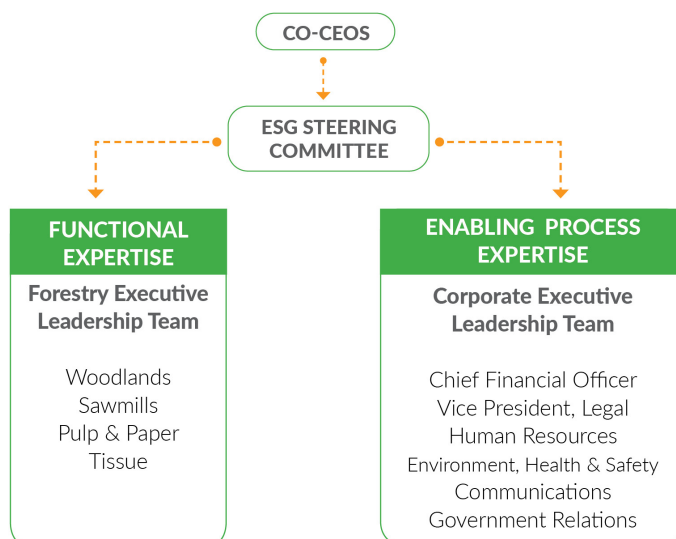 CO-CEOS
ESG STEERING
COMMITTEE
FUNCTIONAL
EXPERTISE
Forestry Executive
Leadership Team
Woodlands
Sawmills
Pulp & Paper
Tissue
ENABLING PROCESS
EXPERTISE
Corporate Executive
Leadership Team
Chief Financial Officer
Vice President, Legal
Human Resources
Environment, Health & Safety
Communications
Government Relations